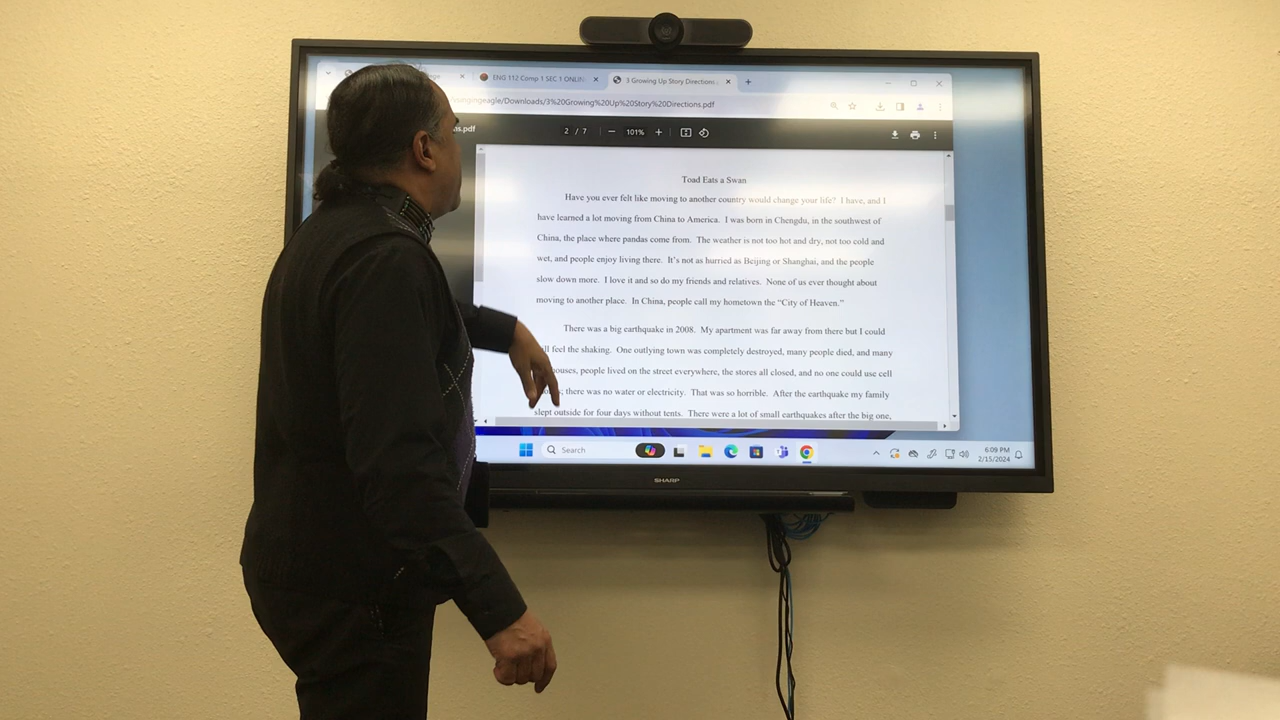 ENG 112 Comp 1 SEC 1 ONLIN
3 Growing Up Story Directions
/Downloads/3%20Growing%20Up%20Story%20Directions.pdf
ns.pdf
2 / 7
101%
Toad Eats a Swan
Have you ever felt like moving to another country would change your life? I have, and I
have learned a lot moving from China to America. I was born in Chengdu, in the southwest of
China, the place where pandas come from. The weather is not too hot and dry, not too cold and
wet, and people enjoy living there. It's not as hurried as Beijing or Shanghai, and the people
slow down more. I love it and so do my friends and relatives. None of us ever thought about
moving to another place. In China, people call my hometown the “City of Heaven.”
There was a big earthquake in 2008. My apartment was far away from there but I could
ll feel the shaking. One outlying town was completely destroyed, many people died, and many
houses, people lived on the street everywhere, the stores all closed, and no one could use cell
; there was no water or electricity. That was so horrible. After the earthquake my family
slept outside for four days without tents. There were a lot of small earthquakes after the big one,
Search
6:09 PM
2/15/2024
SHARP